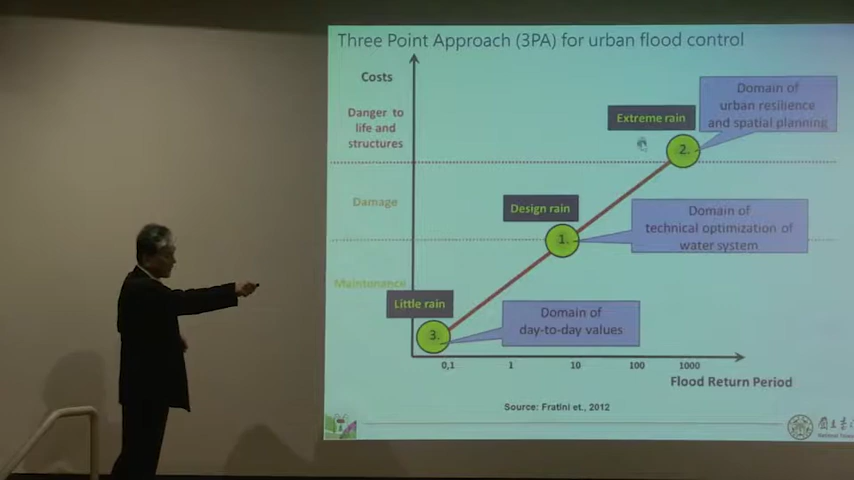 Three Point Approach (3PA) for urban flood control
Costs
Danger to
life and
structures
Damage
Maintenance
Extreme rain
2.
Domain of
urban resilience
and spatial planning
Design rain
1.
Domain of
technical optimization of
water system
Little rain
3.
Domain of
day-to-day values
0,1
1
10
100
1000
Flood Return Period
Source: Fratini et., 2012
National